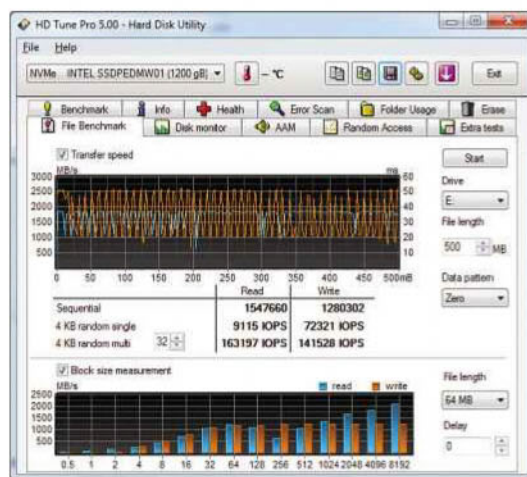 HD Tune Pro 5.00 - Hard Disk Utility
File Help
NVMe INTEL SSDPEDMW01 (1200 gB) – °C Exit
Benchmark Info Health Error Scan Folder Usage Erase
File Benchmark Disk monitor AAM Random Access Extra tests
Transfer speed Start
MB/s ms
3000 60
2500 50
2000 40
1500 30
1000 20
500 10
0 50 100 150 200 250 300 350 400 450 500mB
Drive
E:
File length
500 MB
Data pattern
Zero
Read Write
Sequential 1547660 1280302
4 KB random single 9115 IOPS 72321 IOPS
4 KB random multi 32 163197 IOPS 141528 IOPS
Block size measurement
MB/s read write
2500
2000
1500
1000
500
0.5 1 2 4 8 16 32 64 128 256 512 1024 2048 4096 8192
File length
64 MB
Delay
0